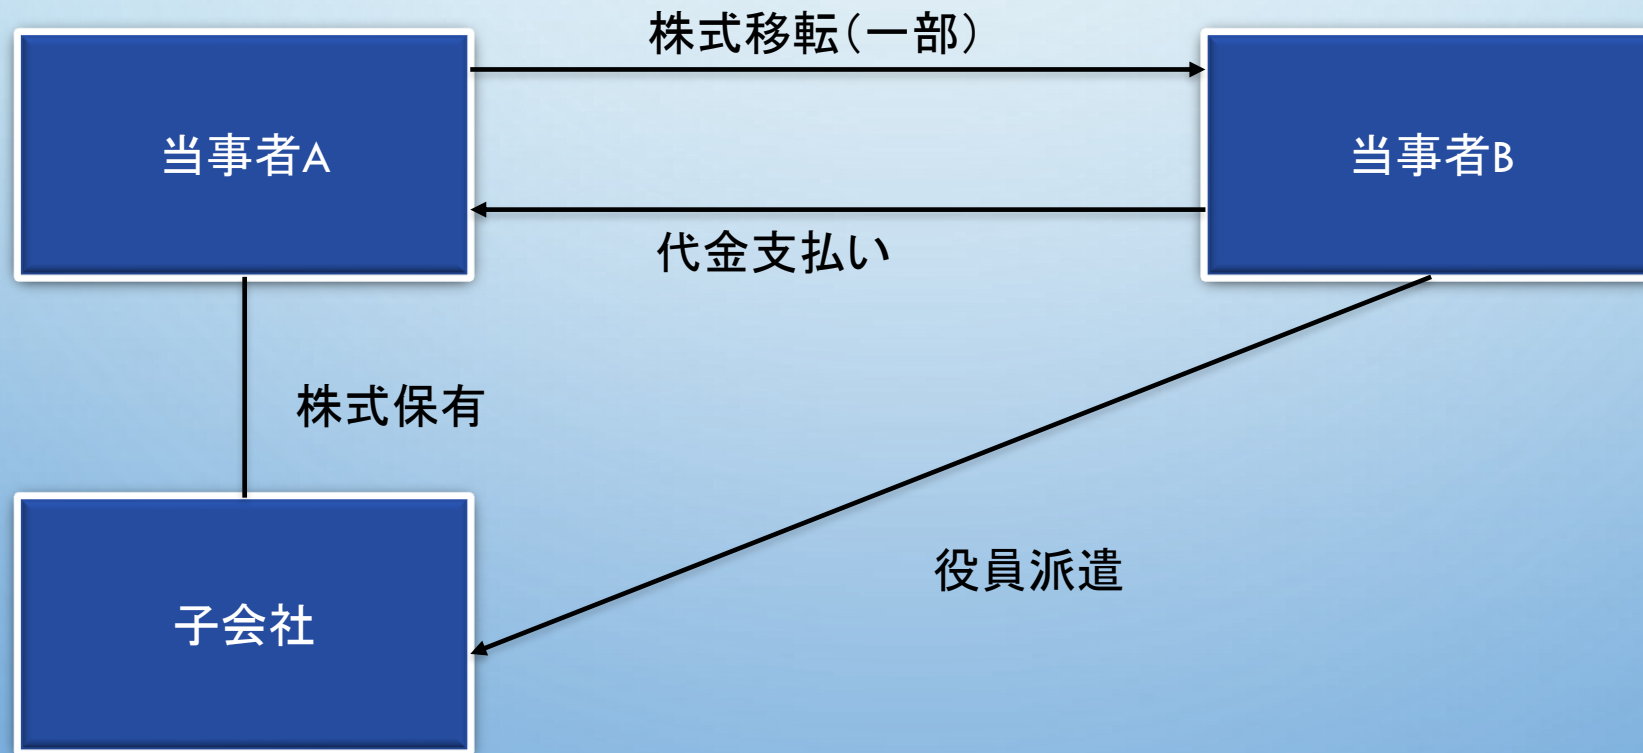 株式移転(一部)
当事者A
当事者B
代金支払い
株式保有
役員派遣
子会社